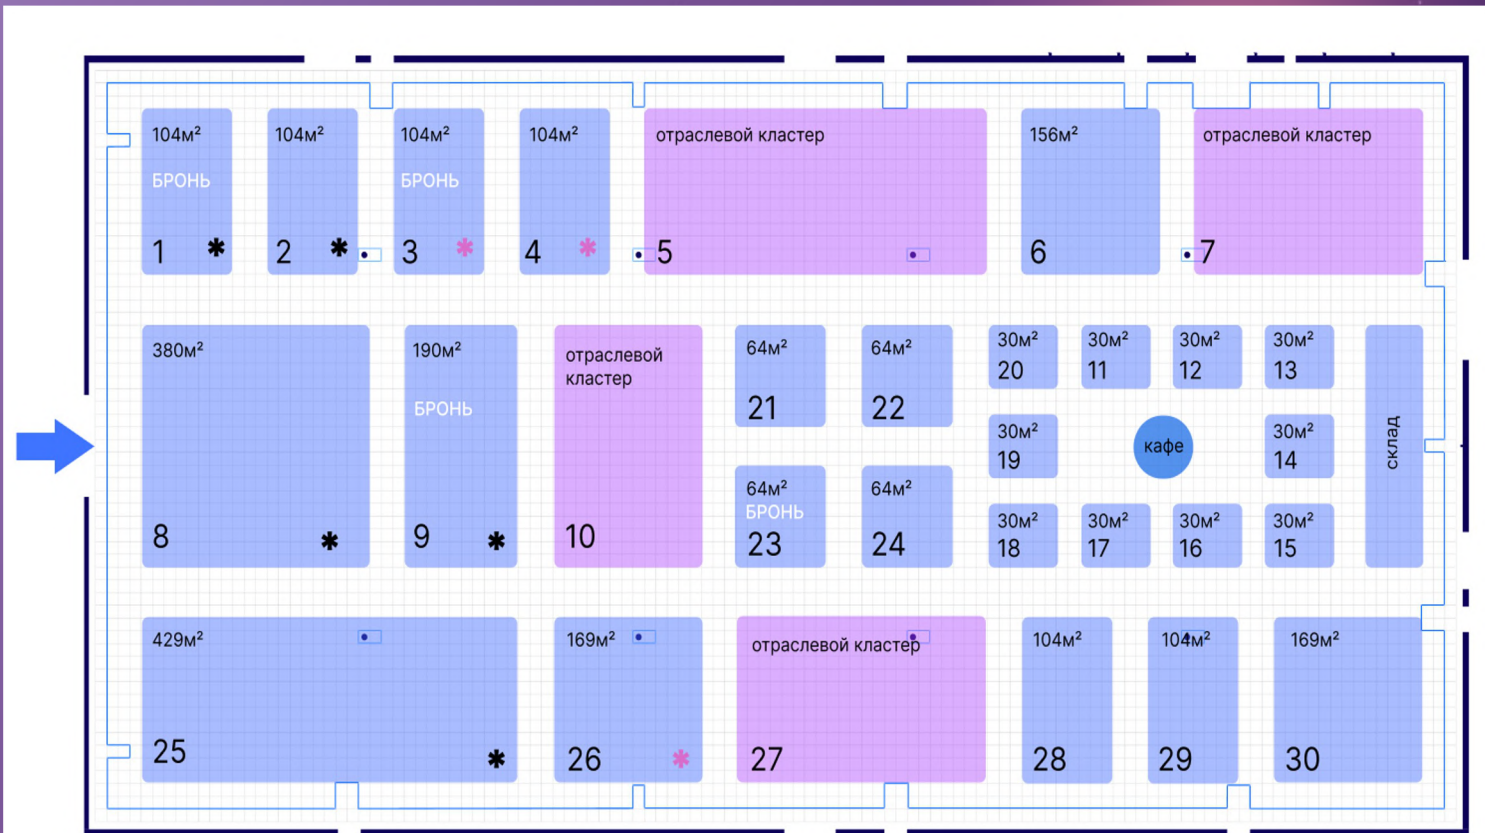 104м²
БРОНЬ
1 *
104м²
2 *
104м²
БРОНЬ
3 *
104м²
4 *
отраслевой кластер
5
156м²
6
отраслевой кластер
7
380м²
8 *
190м²
БРОНЬ
9 *
отраслевой
кластер
10
64м²
21
64м²
22
64м²
БРОНЬ
23
64м²
24
30м²
20
30м²
11
30м²
12
30м²
13
30м²
19
кафе
30м²
14
30м²
18
30м²
17
30м²
16
30м²
15
склад
429м²
25 *
169м²
26 *
отраслевой кластер
27
104м²
28
104м²
29
169м²
30